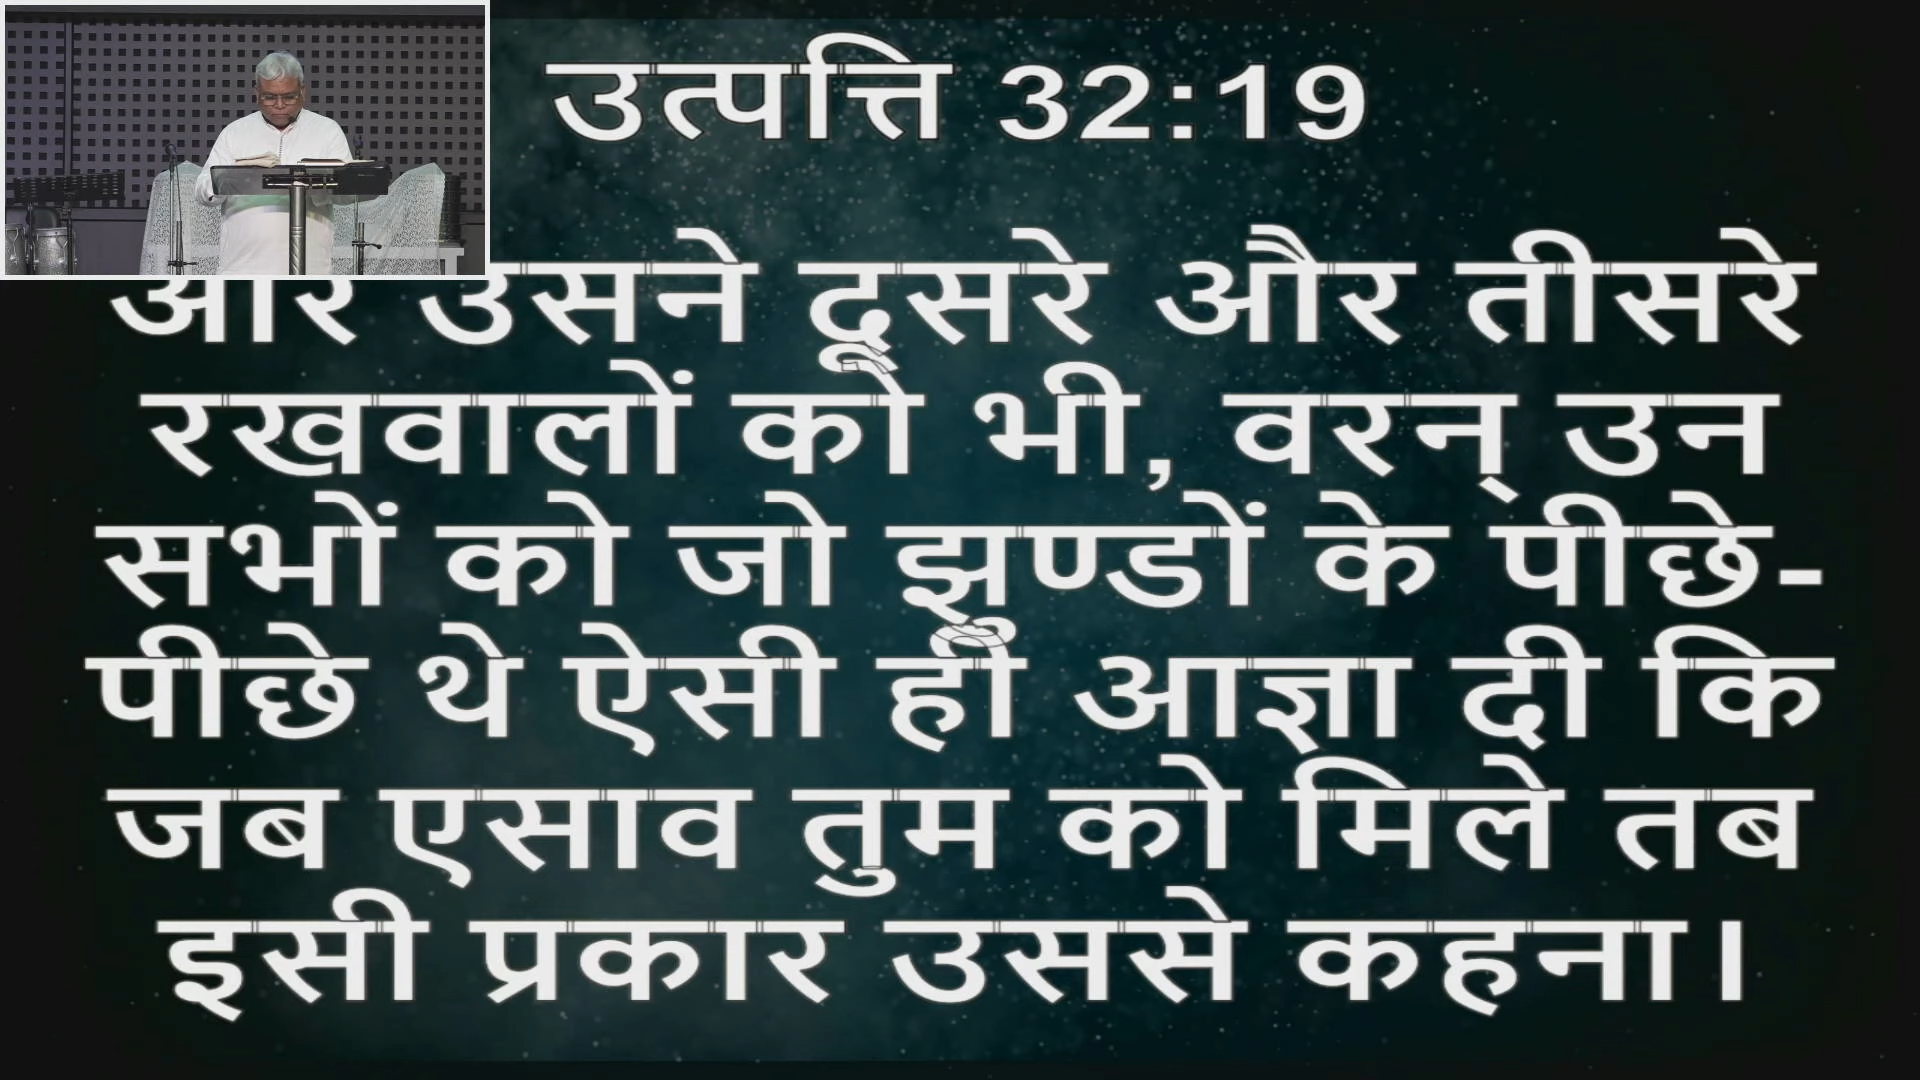 उत्पत्ति 32:19
और उसने दूसरे और तीसरे
रखवालों को भी, वरन् उन
सभों को जो झुण्डों के पीछे-
पीछे थे ऐसी ही आज्ञा दी कि
जब एसाव तुम को मिले तब
इसी प्रकार उससे कहना।